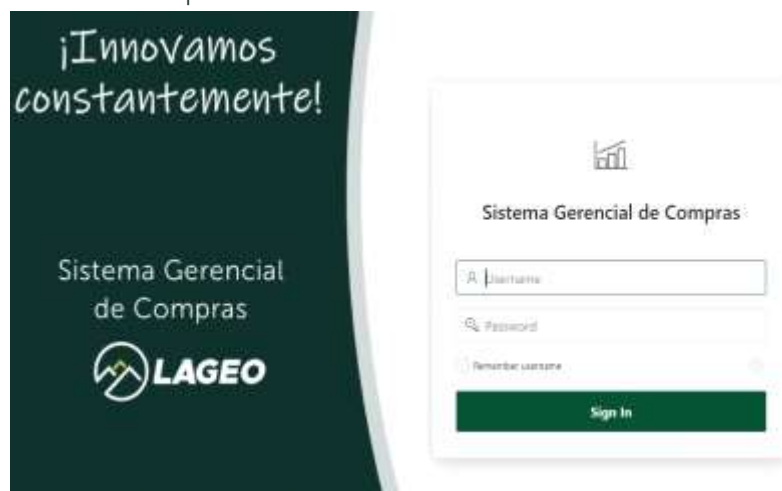 ¡Innovamos
constantemente!
Sistema Gerencial
de Compras
LAGEO
Sistema Gerencial de Compras
Username
Password
Remember username
Sign In